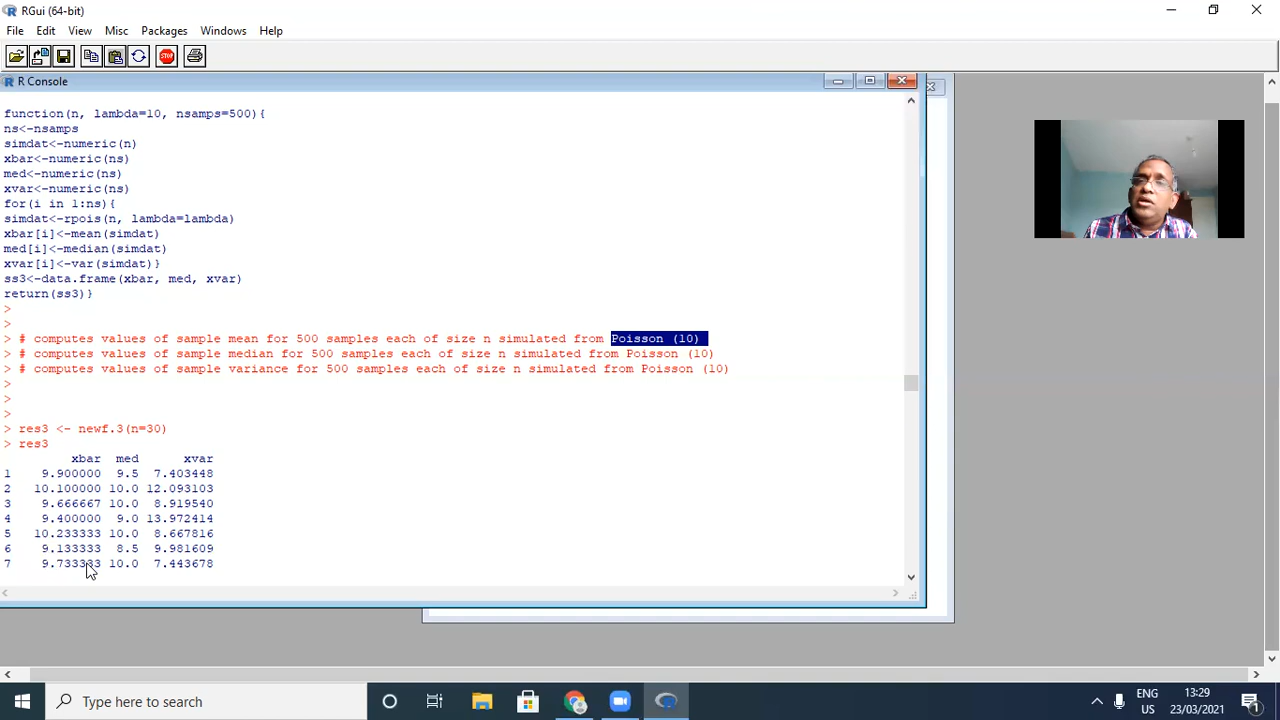 RGui (64-bit)
File Edit View Misc Packages Windows Help
STOP
R Console
function(n, lambda=10, nsamps=500){
ns<-nsamps
simdat<-numeric(n)
xbar<-numeric(ns)
med<-numeric(ns)
xvar<-numeric(ns)
for(i in 1:ns){
simdat<-rpois(n, lambda=lambda)
xbar[i]<-mean(simdat)
med[i]<-median(simdat)
xvar[i]<-var(simdat)}
ss3<-data.frame(xbar, med, xvar)
return(ss3)}
>
>
> # computes values of sample mean for 500 samples each of size n simulated from Poisson (10)
> # computes values of sample median for 500 samples each of size n simulated from Poisson (10)
> # computes values of sample variance for 500 samples each of size n simulated from Poisson (10)
>
>
>
> res3 <- newf.3(n=30)
> res3
xbar med xvar
1 9.900000 9.5 7.403448
2 10.100000 10.0 12.093103
3 9.666667 10.0 8.919540
4 9.400000 9.0 13.972414
5 10.233333 10.0 8.667816
6 9.133333 8.5 9.981609
7 9.733333 10.0 7.443678
Type here to search
ENG
US
13:29
23/03/2021
1